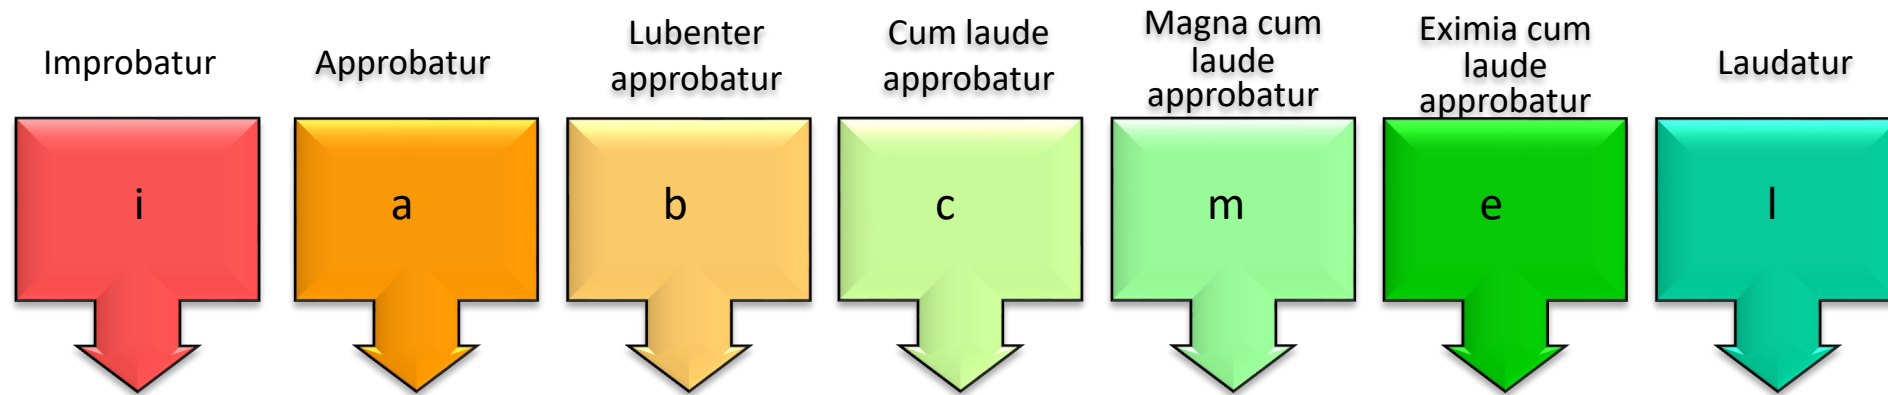 Improbatur
Approbatur
Lubenter
approbatur
Cum laude
approbatur
Magna cum
laude
approbatur
Eximia cum
laude
approbatur
Laudatur
i
a
b
c
m
e
l